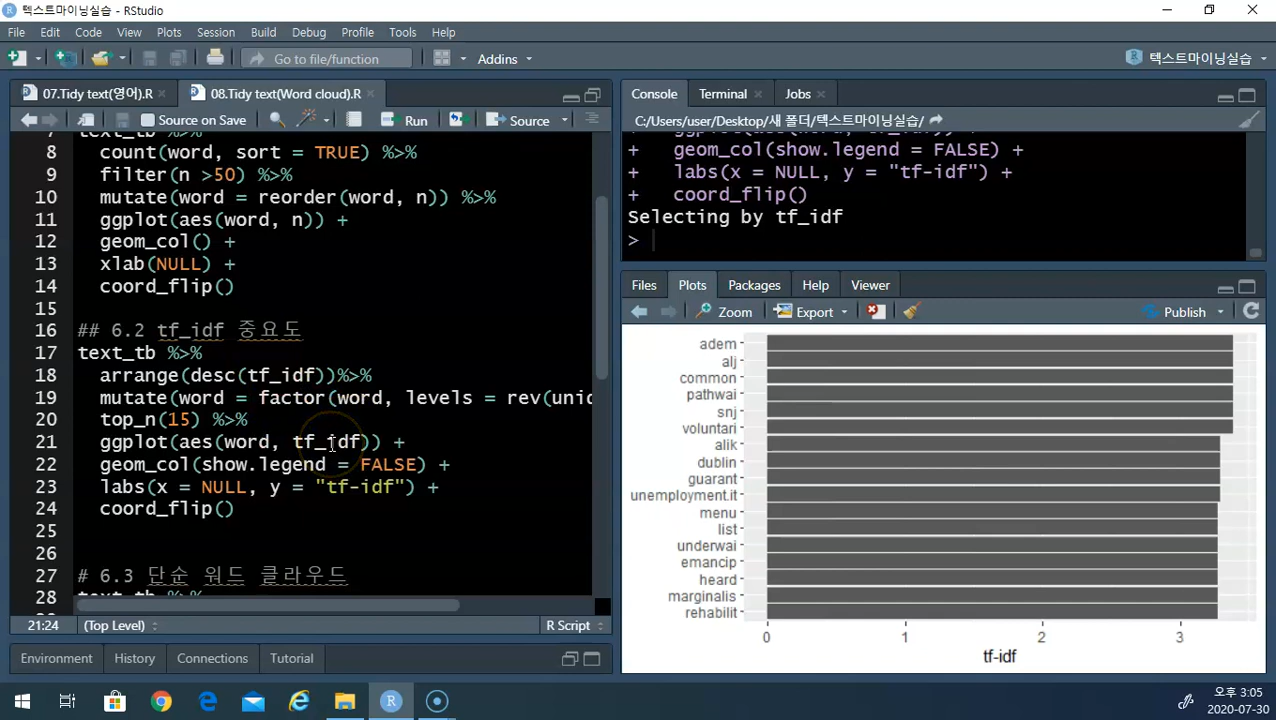 텍스트마이닝실습 - RStudio
File Edit Code View Plots Session Build Debug Profile Tools Help
Go to file/function Addins 텍스트마이닝실습
07.Tidy text(영어).R 08.Tidy text(Word cloud).R
Source on Save Run Source
8 count(word, sort = TRUE) %>%
9 filter(n >50) %>%
10 mutate(word = reorder(word, n)) %>%
11 ggplot(aes(word, n)) +
12 geom_col() +
13 xlab(NULL) +
14 coord_flip()
15
16 ## 6.2 tf_idf 중요도
17 text_tb %>%
18 arrange(desc(tf_idf))%>%
19 mutate(word = factor(word, levels = rev(uniq
20 top_n(15) %>%
21 ggplot(aes(word, tf_idf)) +
22 geom_col(show.legend = FALSE) +
23 labs(x = NULL, y = "tf-idf") +
24 coord_flip()
25
26
27 # 6.3 단순 워드 클라우드
28 text_tb %>%
21:24 (Top Level) R Script
Environment History Connections Tutorial
Console Terminal Jobs
C:/Users/user/Desktop/새 폴더/텍스트마이닝실습/
+ ggplot(aes(word, tf_idf)) +
+ geom_col(show.legend = FALSE) +
+ labs(x = NULL, y = "tf-idf") +
+ coord_flip()
Selecting by tf_idf
>
Files Plots Packages Help Viewer
Zoom Export Publish
adem
alj
common
pathwai
snj
voluntari
alik
dublin
guarant
unemployment.it
menu
list
underwai
emancip
heard
marginalis
rehabilit
0 1 2 3
tf-idf
오후 3:05
2020-07-30